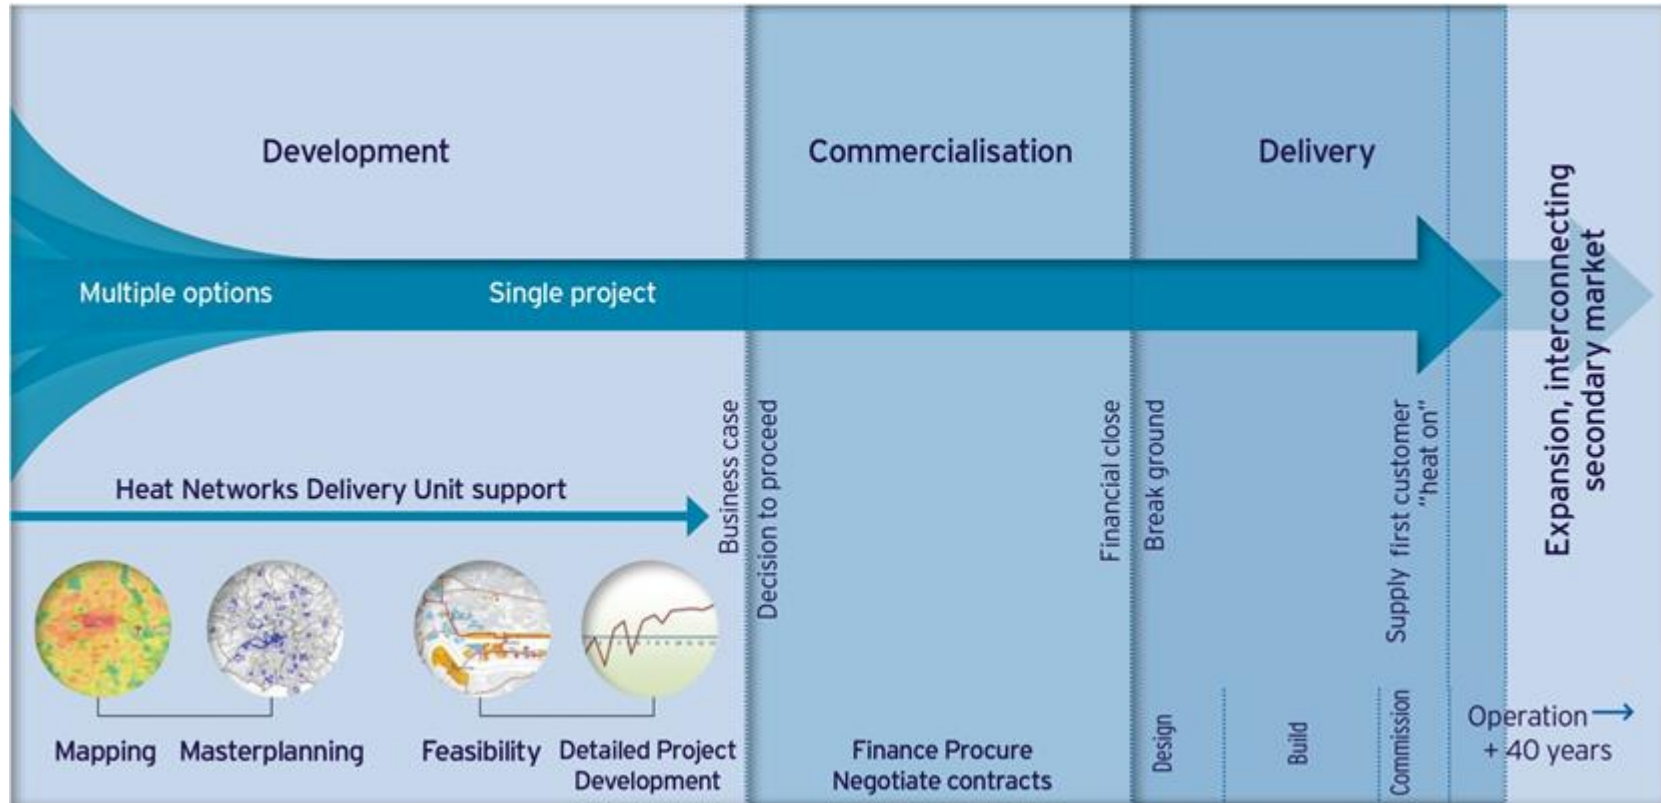 Development
Commercialisation
Delivery
Multiple options
Single project
Heat Networks Delivery Unit support
Business case
Decision to proceed
Financial close
Break ground
Supply first customer
"heat on"
Expansion, interconnecting
secondary market
Mapping
Masterplanning
Feasibility
Detailed Project
Development
Finance Procure
Negotiate contracts
Design
Build
Commission
Operation
+ 40 years